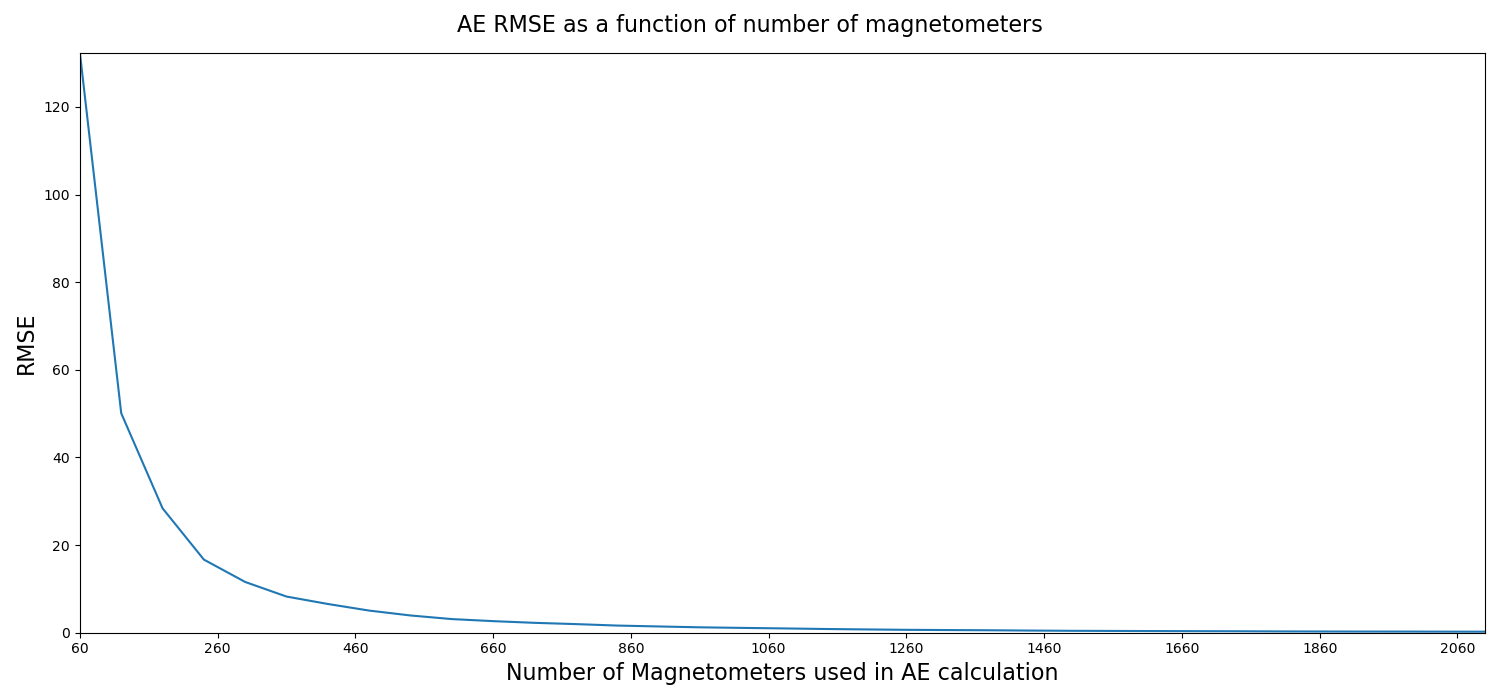 AE RMSE as a function of number of magnetometers
120
100
80
60
40
20
0
RMSE
60 260 460 660 860 1060 1260 1460 1660 1860 2060
Number of Magnetometers used in AE calculation